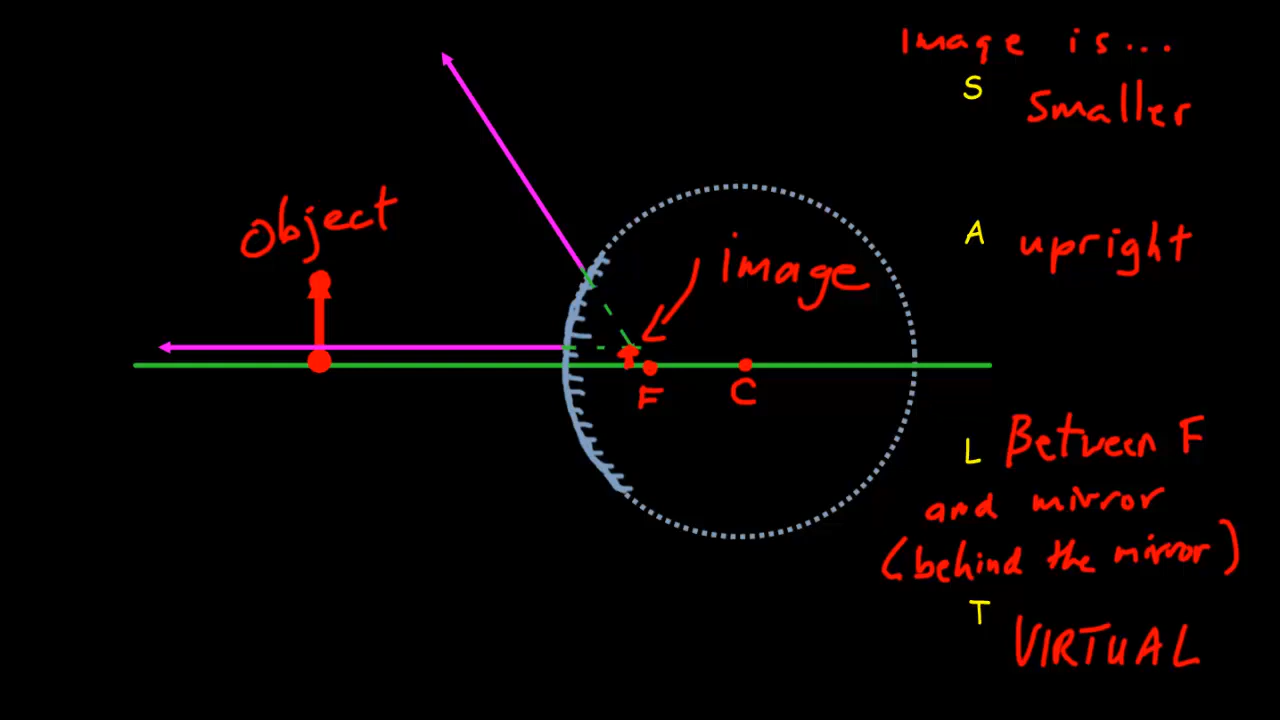 Image is...
S
smaller
object
A
upright
image
F
C
L Between F
and mirror
(behind the mirror)
T
VIRTUAL